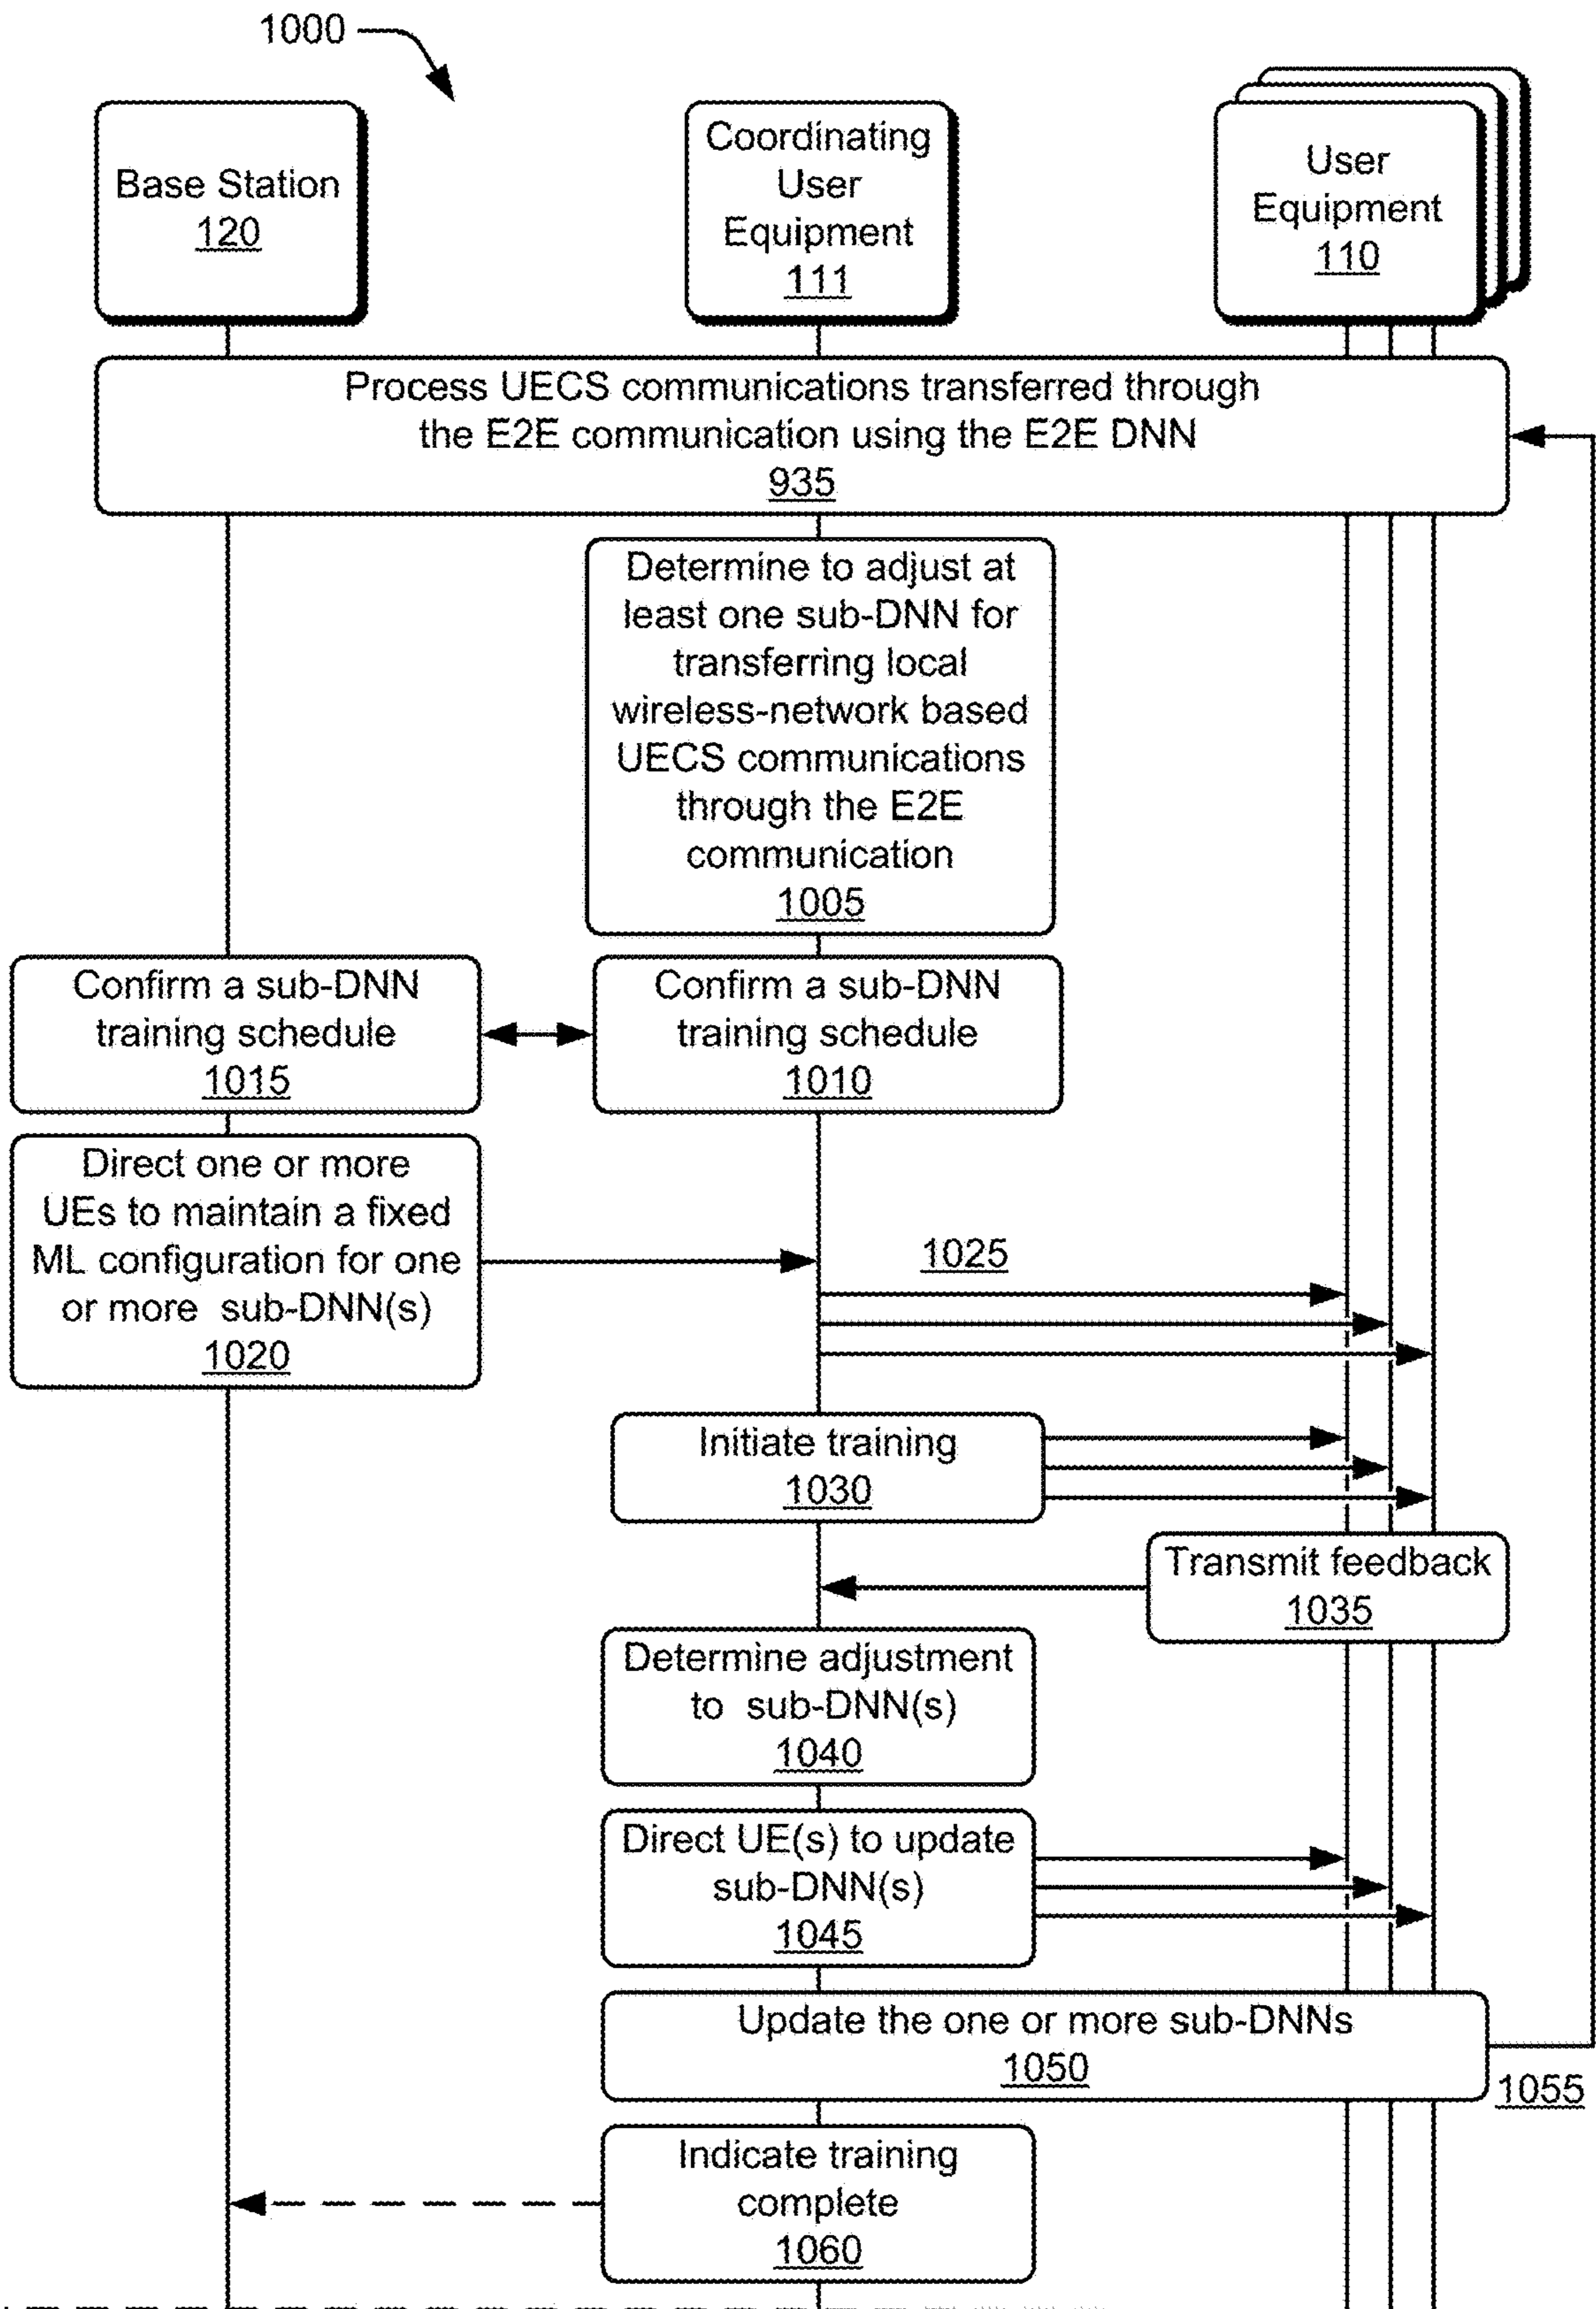 1000
Base Station
120
Coordinating
User
Equipment
111
User
Equipment
110
Process UECS communications transferred through
the E2E communication using the E2E DNN
935
Determine to adjust at
least one sub-DNN for
transferring local
wireless-network based
UECS communications
through the E2E
communication
1005
Confirm a sub-DNN
training schedule
1015
Confirm a sub-DNN
training schedule
1010
Direct one or more
UEs to maintain a fixed
ML configuration for one
or more sub-DNN(s)
1020
1025
Initiate training
1030
Transmit feedback
1035
Determine adjustment
to sub-DNN(s)
1040
Direct UE(s) to update
sub-DNN(s)
1045
Update the one or more sub-DNNs
1050
1055
Indicate training
complete
1060